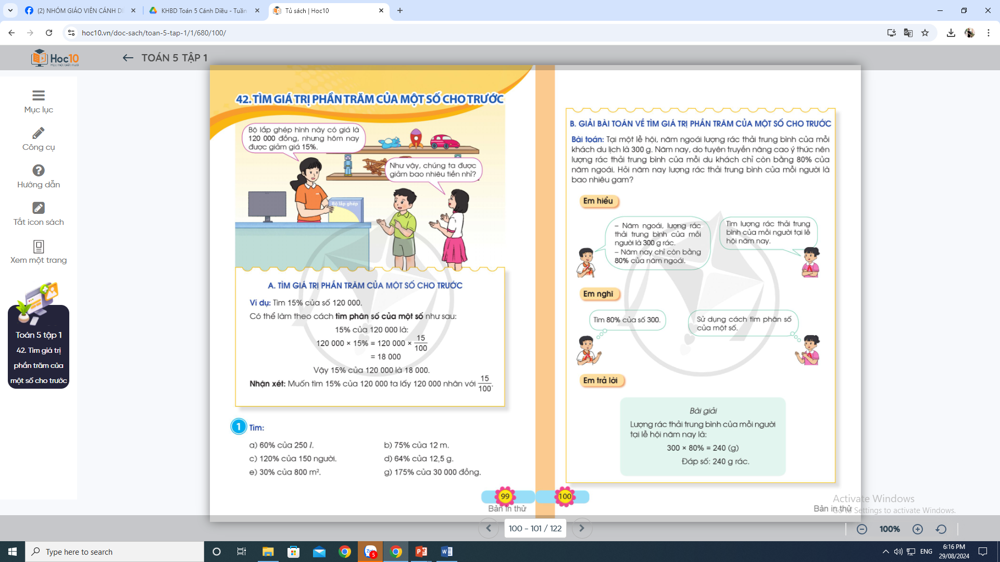 (2) NHÓM GIÁO VIÊN CÁNH DI
KHBD Toán 5 Cánh Diều - Tuần
Tủ sách | Hoc10
hoc10.vn/doc-sach/toan-5-tap-1/1/680/100/
Hoc10
Học một biết mười
TOÁN 5 TẬP 1
Mục lục
Công cụ
Hướng dẫn
Tắt icon sách
Xem một trang
Toán 5 tập 1
42. Tìm giá trị
phần trăm của
một số cho trước
42. TÌM GIÁ TRỊ PHẦN TRĂM CỦA MỘT SỐ CHO TRƯỚC
Bộ lắp ghép hình này có giá là
120 000 đồng, nhưng hôm nay
được giảm giá 15%.
Như vậy, chúng ta được
giảm bao nhiêu tiền nhỉ?
Bộ lắp ghép
A. TÌM GIÁ TRỊ PHẦN TRĂM CỦA MỘT SỐ CHO TRƯỚC
Ví dụ: Tìm 15% của số 120 000.
Có thể làm theo cách tìm phân số của một số như sau:
15% của 120 000 là:
120 000 × 15% = 120 000 × 15/100
= 18 000
Vậy 15% của 120 000 là 18 000.
Nhận xét: Muốn tìm 15% của 120 000 ta lấy 120 000 nhân với 15/100.
1 Tìm:
a) 60% của 250 l.
b) 75% của 12 m.
c) 120% của 150 người.
d) 64% của 12,5 g.
e) 30% của 800 m².
g) 175% của 30 000 đồng.
99
Bản in thử
B. GIẢI BÀI TOÁN VỀ TÌM GIÁ TRỊ PHẦN TRĂM CỦA MỘT SỐ CHO TRƯỚC
Bài toán: Tại một lễ hội, năm ngoái lượng rác thải trung bình của mỗi
khách du lịch là 300 g. Năm nay, do tuyên truyền nâng cao ý thức nên
lượng rác thải trung bình của mỗi du khách chỉ còn bằng 80% của
năm ngoái. Hỏi năm nay lượng rác thải trung bình của mỗi người là
bao nhiêu gam?
Em hiểu
– Năm ngoái, lượng rác
thải trung bình của mỗi
người là 300 g rác.
– Năm nay chỉ còn bằng
80% của năm ngoái.
Tìm lượng rác thải trung
bình của mỗi người tại lễ
hội năm nay.
Em nghĩ
Tìm 80% của số 300.
Sử dụng cách tìm phân số
của một số.
Em trả lời
Bài giải
Lượng rác thải trung bình của mỗi người
tại lễ hội năm nay là:
300 × 80% = 240 (g)
Đáp số: 240 g rác.
100
Bản in thử
Activate Windows
Go to Settings to activate Windows.
100 - 101 / 122
100%
Type here to search
Zalo
5
ENG
6:16 PM
29/08/2024